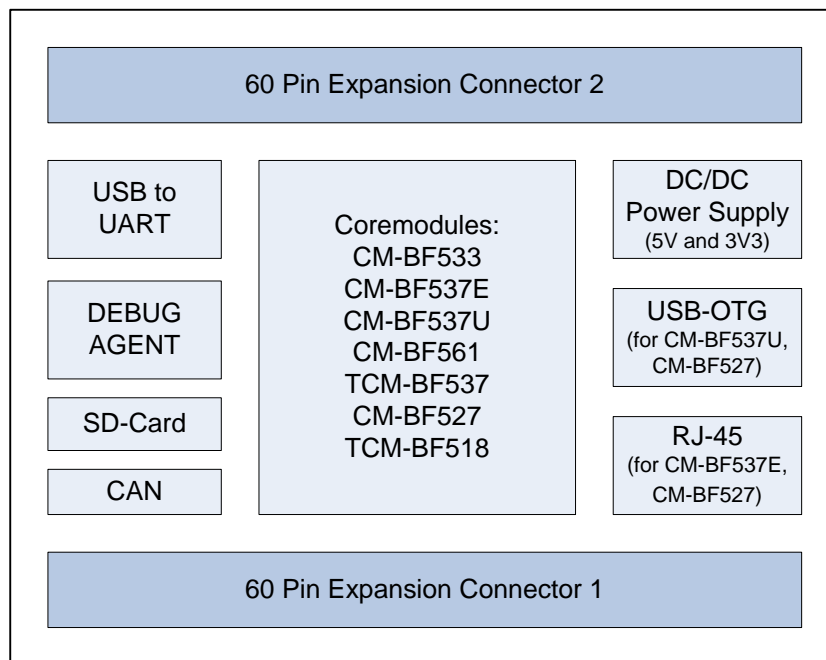 60 Pin Expansion Connector 2
USB to
UART
DEBUG
AGENT
SD-Card
CAN
Coremodules:
CM-BF533
CM-BF537E
CM-BF537U
CM-BF561
TCM-BF537
CM-BF527
TCM-BF518
DC/DC
Power Supply
(5V and 3V3)
USB-OTG
(for CM-BF537U,
CM-BF527)
RJ-45
(for CM-BF537E,
CM-BF527)
60 Pin Expansion Connector 1